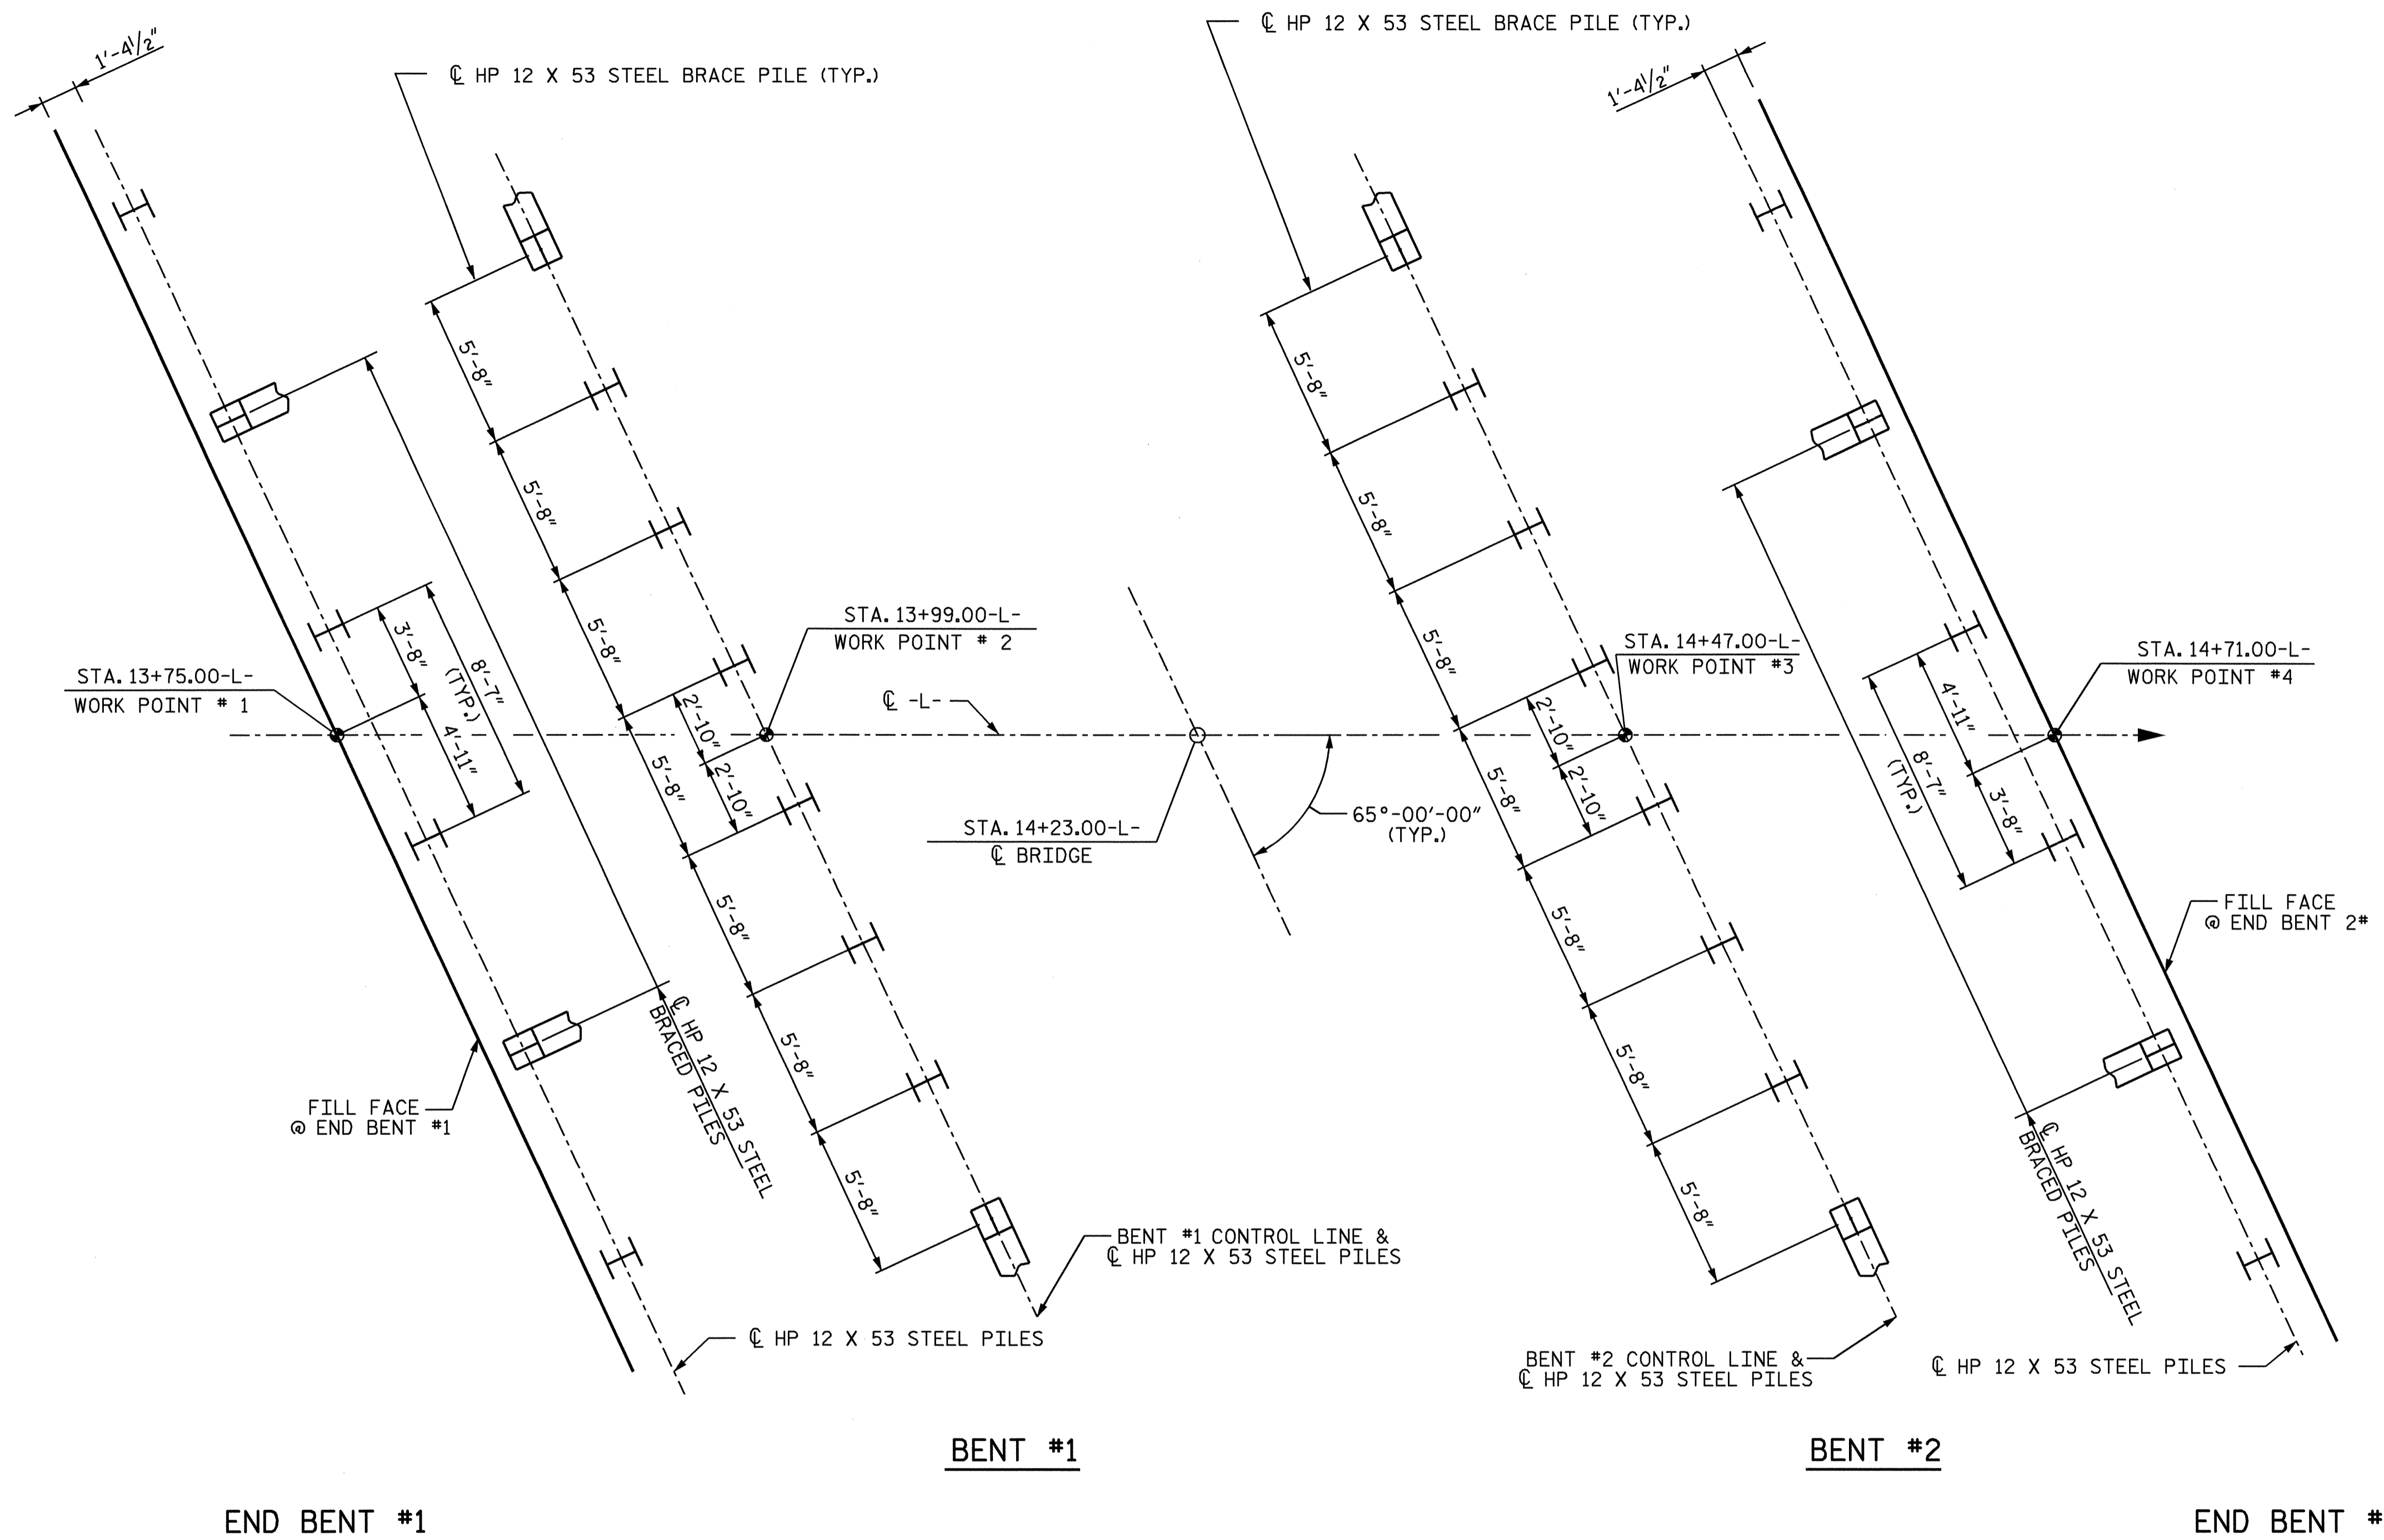 1'-4½"
℄ HP 12 X 53 STEEL BRACE PILE (TYP.)
℄ HP 12 X 53 STEEL BRACE PILE (TYP.)
1'-4½"
5'-8"
5'-8"
5'-8"
5'-8"
5'-8"
5'-8"
5'-8"
2'-10"
2'-10"
3'-8"
4'-11"
8'-7"
(TYP.)
STA. 13+75.00-L-
WORK POINT # 1
STA. 13+99.00-L-
WORK POINT # 2
℄ -L-
STA. 14+23.00-L-
℄ BRIDGE
65°-00'-00"
(TYP.)
5'-8"
5'-8"
5'-8"
5'-8"
5'-8"
5'-8"
5'-8"
2'-10"
2'-10"
STA. 14+47.00-L-
WORK POINT #3
4'-11"
3'-8"
8'-7"
(TYP.)
STA. 14+71.00-L-
WORK POINT #4
FILL FACE
@ END BENT 2#
FILL FACE
@ END BENT #1
℄ HP 12 X 53 STEEL
BRACED PILES
℄ HP 12 X 53 STEEL
BRACED PILES
BENT #1 CONTROL LINE &
℄ HP 12 X 53 STEEL PILES
℄ HP 12 X 53 STEEL PILES
BENT #2 CONTROL LINE &
℄ HP 12 X 53 STEEL PILES
℄ HP 12 X 53 STEEL PILES
BENT #1
BENT #2
END BENT #1
END BENT #